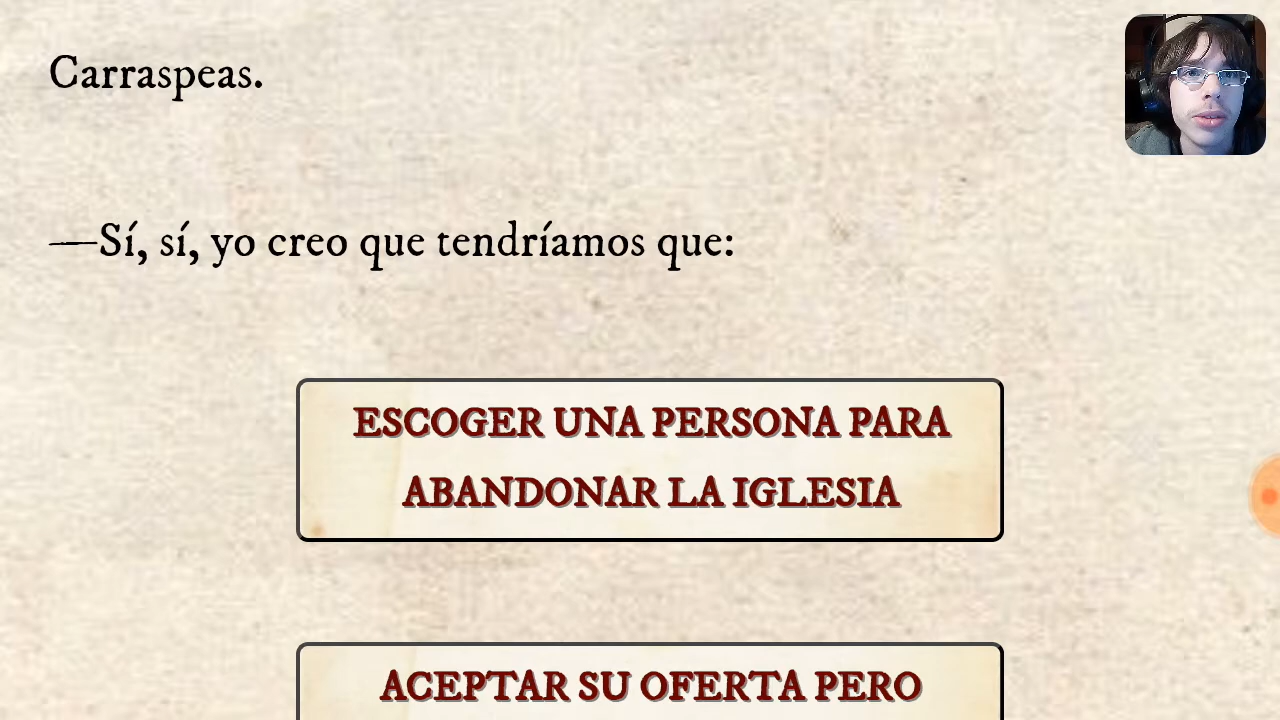 Carraspeas.
—Sí, sí, yo creo que tendríamos que:
ESCOGER UNA PERSONA PARA
ABANDONAR LA IGLESIA
ACEPTAR SU OFERTA PERO